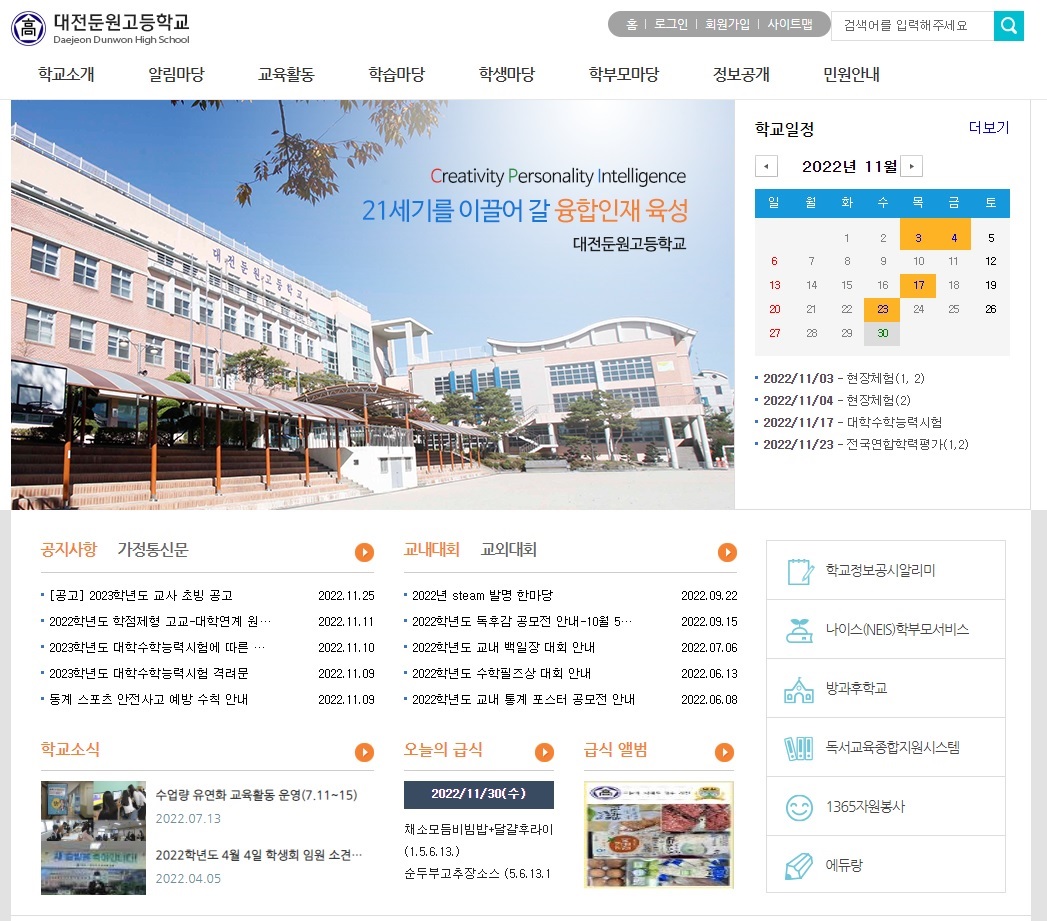 대전둔원고등학교
Daejeon Dunwon High School
홈 | 로그인 | 회원가입 | 사이트맵
검색어를 입력해주세요
학교소개 알림마당 교육활동 학습마당 학생마당 학부모마당 정보공개 민원안내
대전둔원고등학교
Creativity Personality Intelligence
21세기를 이끌어 갈 융합인재 육성
대전둔원고등학교
학교일정 더보기
2022년 11월
일 월 화 수 목 금 토
1 2 3 4 5
6 7 8 9 10 11 12
13 14 15 16 17 18 19
20 21 22 23 24 25 26
27 28 29 30
2022/11/03 - 현장체험(1, 2)
2022/11/04 - 현장체험(2)
2022/11/17 - 대학수학능력시험
2022/11/23 - 전국연합학력평가(1,2)
공지사항 가정통신문
[공고] 2023학년도 교사 초빙 공고 2022.11.25
2022학년도 학점제형 고교-대학연계 원… 2022.11.11
2023학년도 대학수학능력시험에 따른 … 2022.11.10
2023학년도 대학수학능력시험 격려문 2022.11.09
동계 스포츠 안전사고 예방 수칙 안내 2022.11.09
교내대회 교외대회
2022년 steam 발명 한마당 2022.09.22
2022학년도 독후감 공모전 안내-10월 5… 2022.09.15
2022학년도 교내 백일장 대회 안내 2022.07.06
2022학년도 수학필즈상 대회 안내 2022.06.13
2022학년도 교내 통계 포스터 공모전 안내 2022.06.08
학교정보공시알리미
나이스(NEIS)학부모서비스
방과후학교
독서교육종합지원시스템
1365자원봉사
에듀랑
학교소식
수업량 유연화 교육활동 운영(7.11~15)
2022.07.13
2022학년도 4월 4일 학생회 임원 소견…
2022.04.05
오늘의 급식
2022/11/30(수)
채소모듬비빔밥+달걀후라이
(1.5.6.13.)
순두부고추장소스 (5.6.13.1
급식 앨범